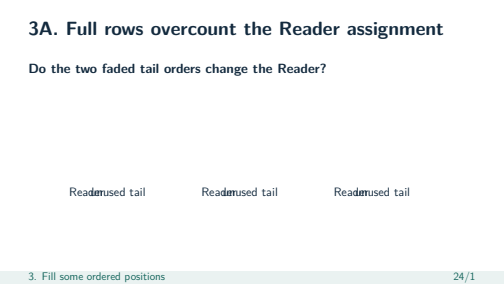 3A. Full rows overcount the Reader assignment
Do the two faded tail orders change the Reader?
Reader unused tail Reader unused tail Reader unused tail
3. Fill some ordered positions 24/1